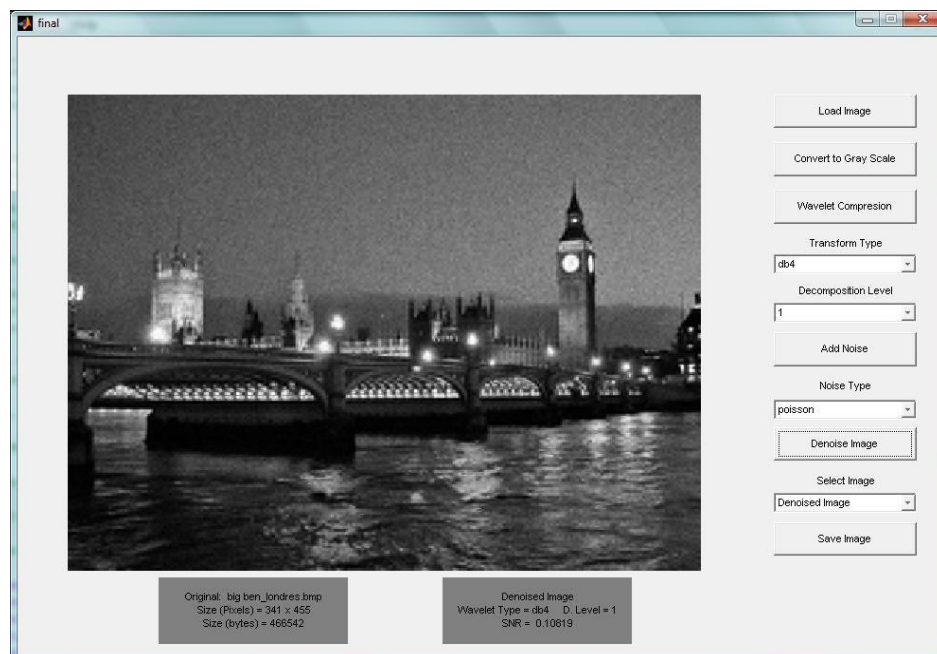 final
Load Image
Convert to Gray Scale
Wavelet Compresion
Transform Type
db4
Decomposition Level
1
Add Noise
Noise Type
poisson
Denoise Image
Select Image
Denoised Image
Save Image
Original: big ben_londres.bmp
Size (Pixels) = 341 x 455
Size (bytes) = 466542
Denoised Image
Wavelet Type = db4 D. Level = 1
SNR = 0.10819